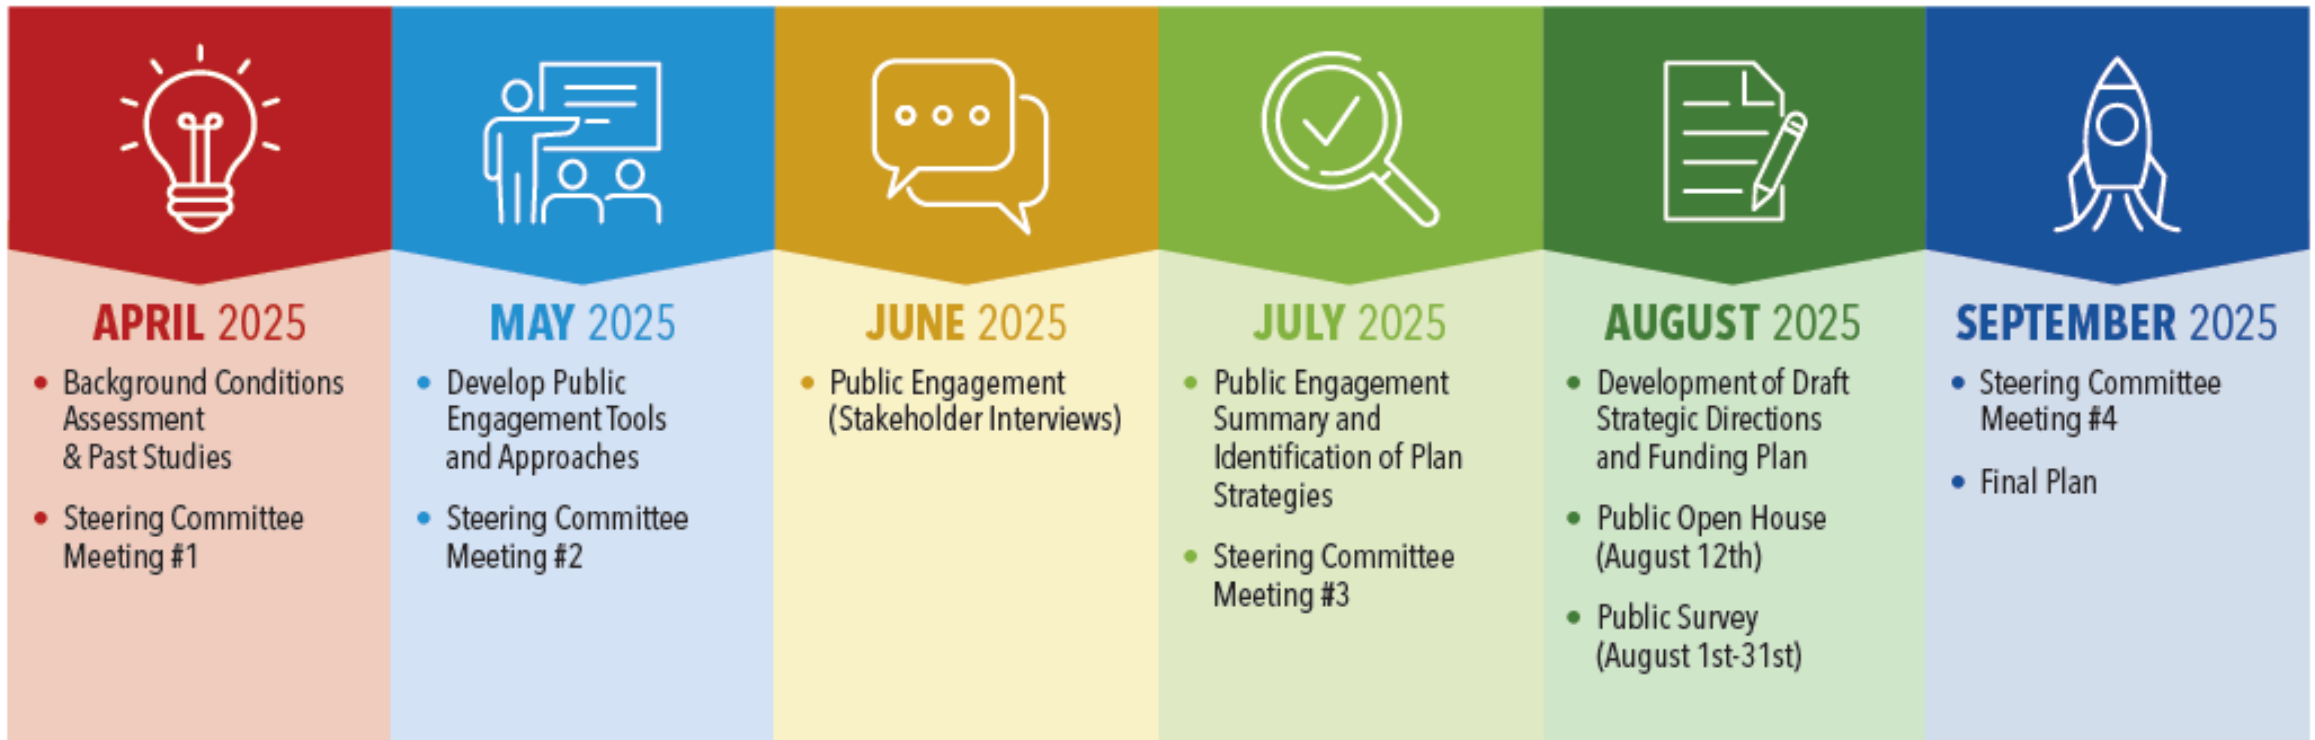 APRIL 2025
• Background Conditions
Assessment
& Past Studies
• Steering Committee
Meeting #1
MAY 2025
• Develop Public
Engagement Tools
and Approaches
• Steering Committee
Meeting #2
JUNE 2025
• Public Engagement
(Stakeholder Interviews)
JULY 2025
• Public Engagement
Summary and
Identification of Plan
Strategies
• Steering Committee
Meeting #3
AUGUST 2025
• Development of Draft
Strategic Directions
and Funding Plan
• Public Open House
(August 12th)
• Public Survey
(August 1st-31st)
SEPTEMBER 2025
• Steering Committee
Meeting #4
• Final Plan